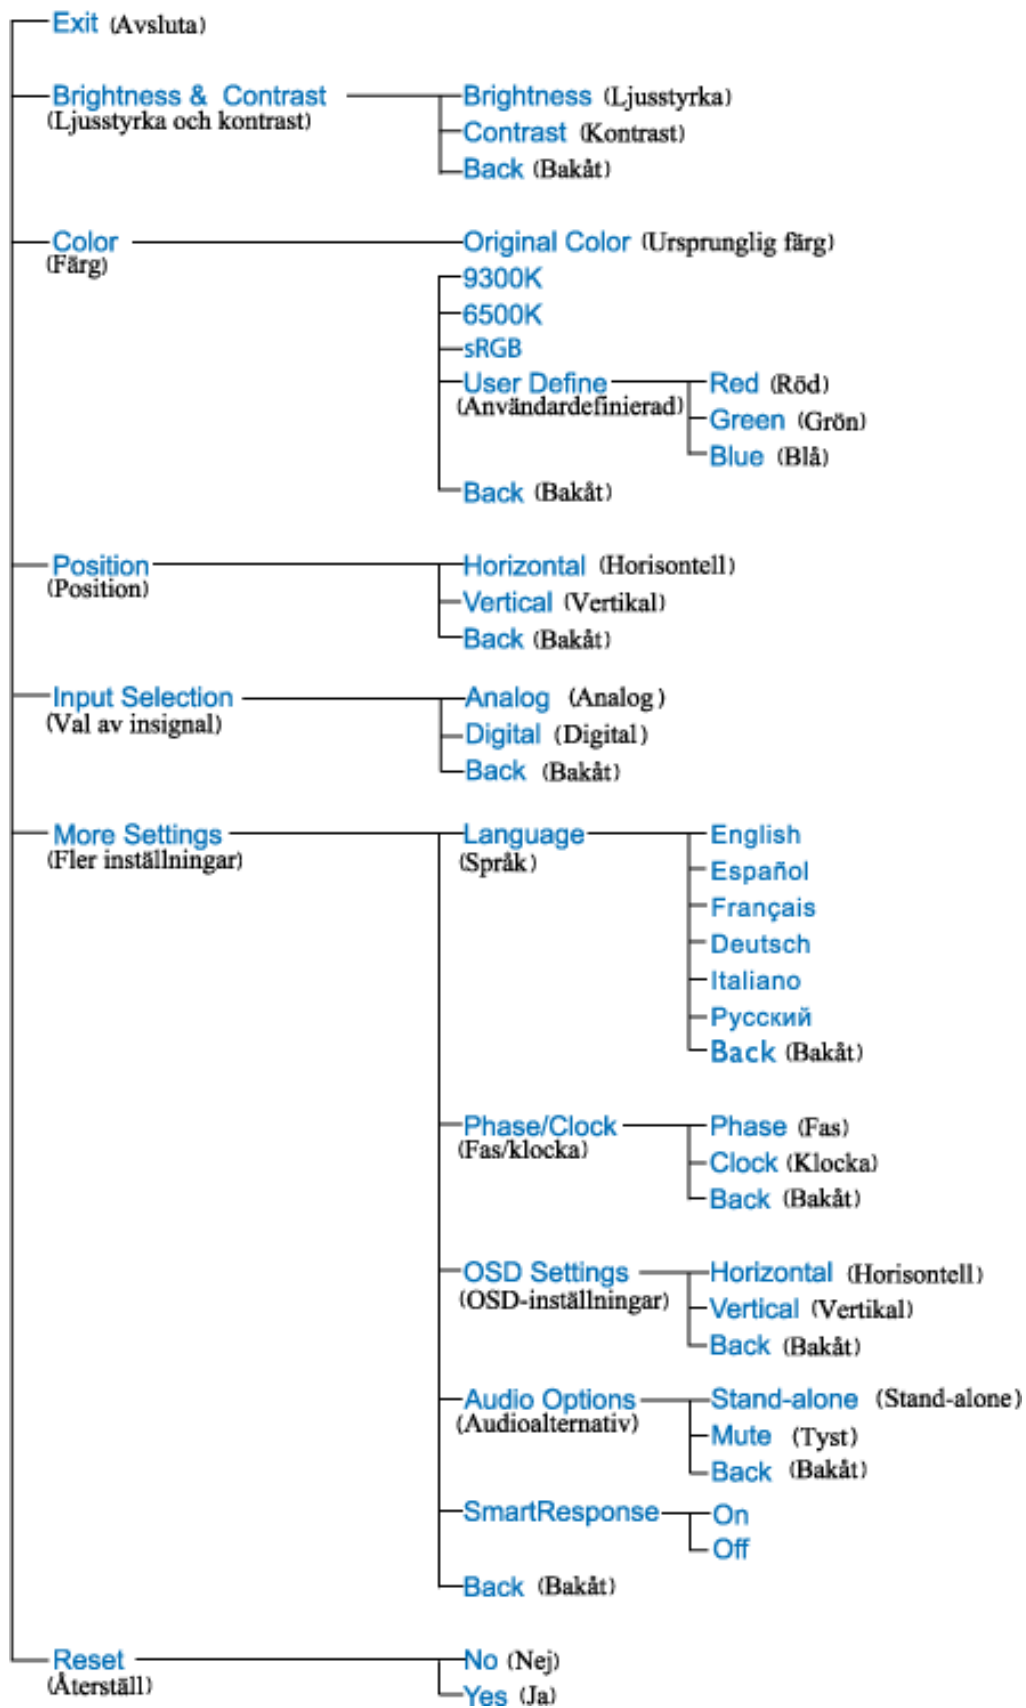 Exit (Avsluta)
Brightness & Contrast
(Ljusstyrka och kontrast)
Brightness (Ljusstyrka)
Contrast (Kontrast)
Back (Bakåt)
Color
(Färg)
Original Color (Ursprunglig färg)
9300K
6500K
sRGB
User Define
(Användardefinierad)
Red (Röd)
Green (Grön)
Blue (Blå)
Back (Bakåt)
Position
(Position)
Horizontal (Horisontell)
Vertical (Vertikal)
Back (Bakåt)
Input Selection
(Val av insignal)
Analog (Analog)
Digital (Digital)
Back (Bakåt)
More Settings
(Fler inställningar)
Language
(Språk)
English
Español
Français
Deutsch
Italiano
Русский
Back (Bakåt)
Phase/Clock
(Fas/klocka)
Phase (Fas)
Clock (Klocka)
Back (Bakåt)
OSD Settings
(OSD-inställningar)
Horizontal (Horisontell)
Vertical (Vertikal)
Back (Bakåt)
Audio Options
(Audioalternativ)
Stand-alone (Stand-alone)
Mute (Tyst)
Back (Bakåt)
SmartResponse
On
Off
Back (Bakåt)
Reset
(Återställ)
No (Nej)
Yes (Ja)